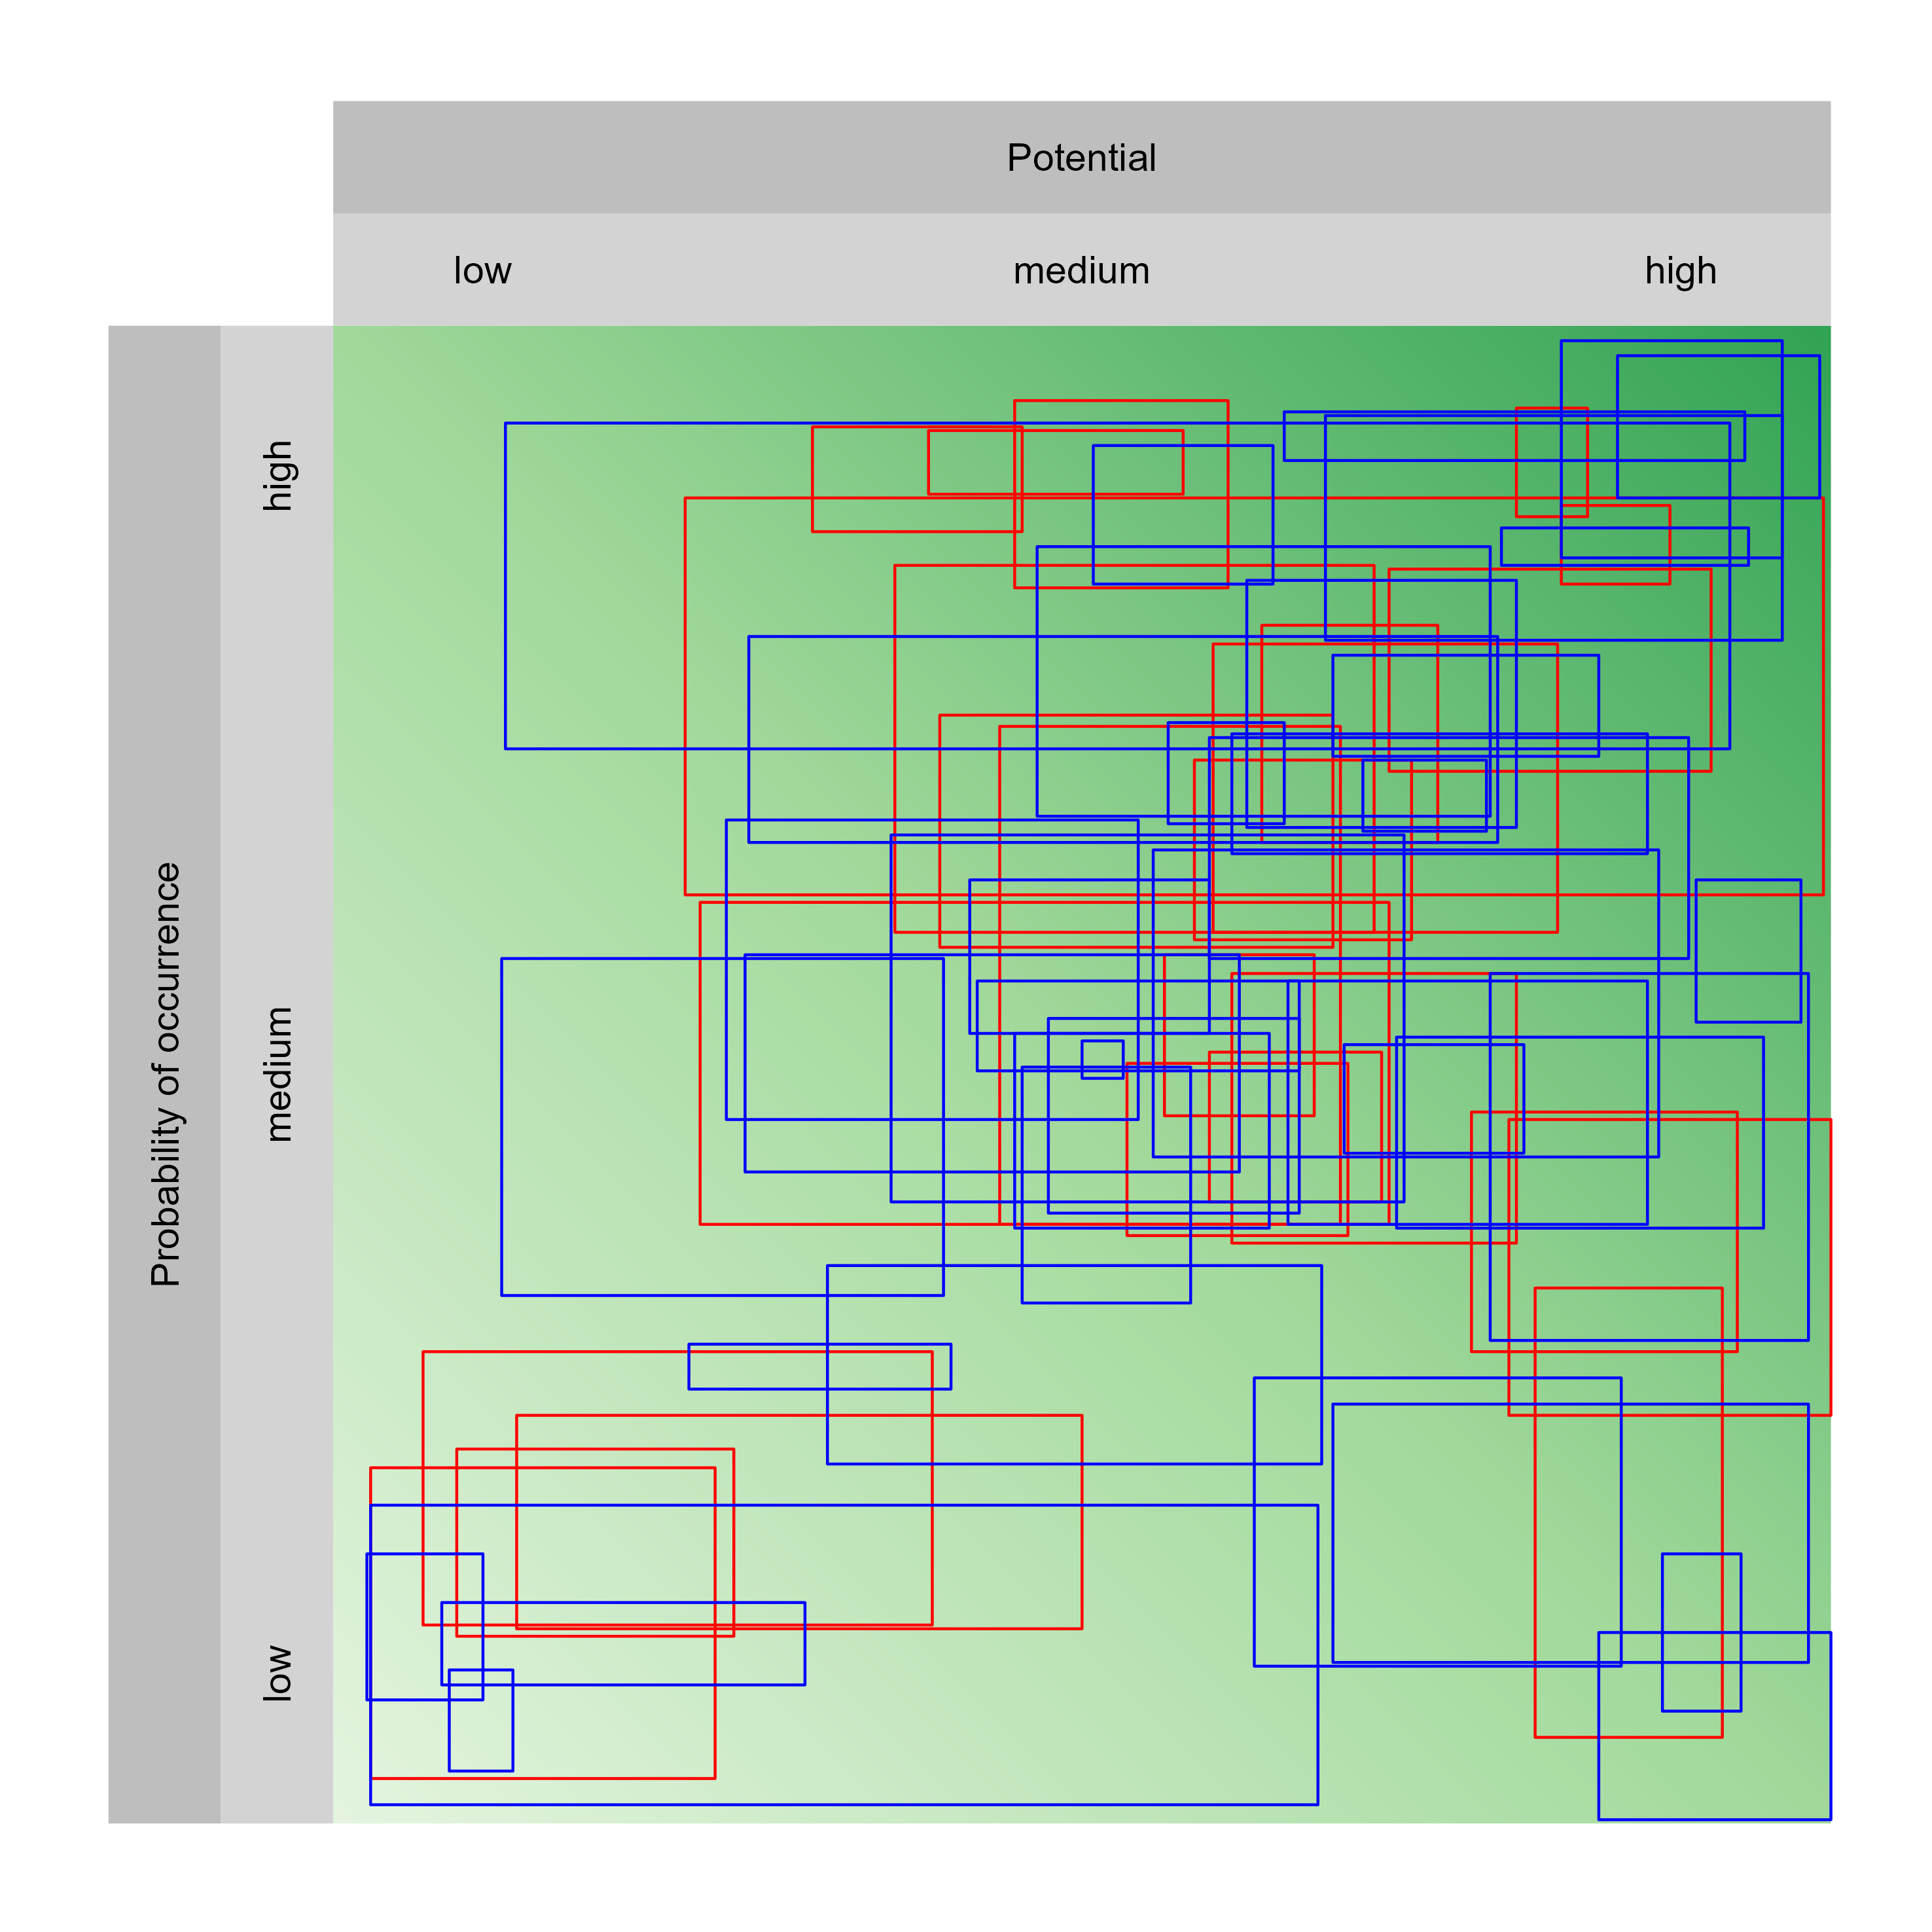 Potential
low
medium
high
Probability of occurrence
high
medium
low